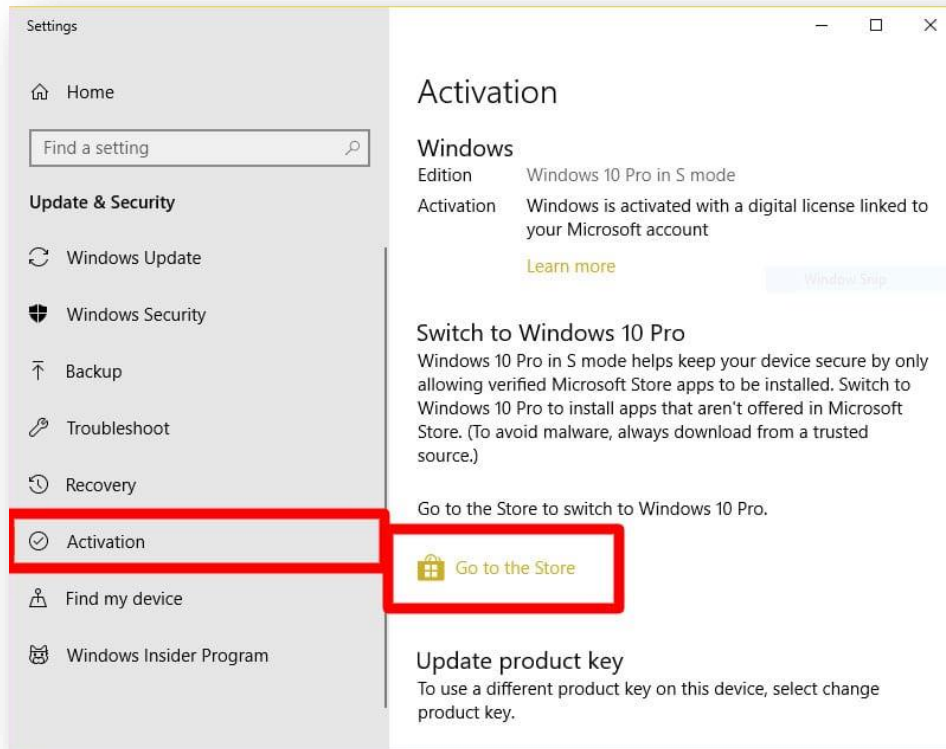 Settings
Home
Find a setting
Update & Security
Windows Update
Windows Security
Backup
Troubleshoot
Recovery
Activation
Find my device
Windows Insider Program
Activation
Windows
Edition Windows 10 Pro in S mode
Activation Windows is activated with a digital license linked to
your Microsoft account
Learn more
Window Snip
Switch to Windows 10 Pro
Windows 10 Pro in S mode helps keep your device secure by only
allowing verified Microsoft Store apps to be installed. Switch to
Windows 10 Pro to install apps that aren't offered in Microsoft
Store. (To avoid malware, always download from a trusted
source.)
Go to the Store to switch to Windows 10 Pro.
Go to the Store
Update product key
To use a different product key on this device, select change
product key.